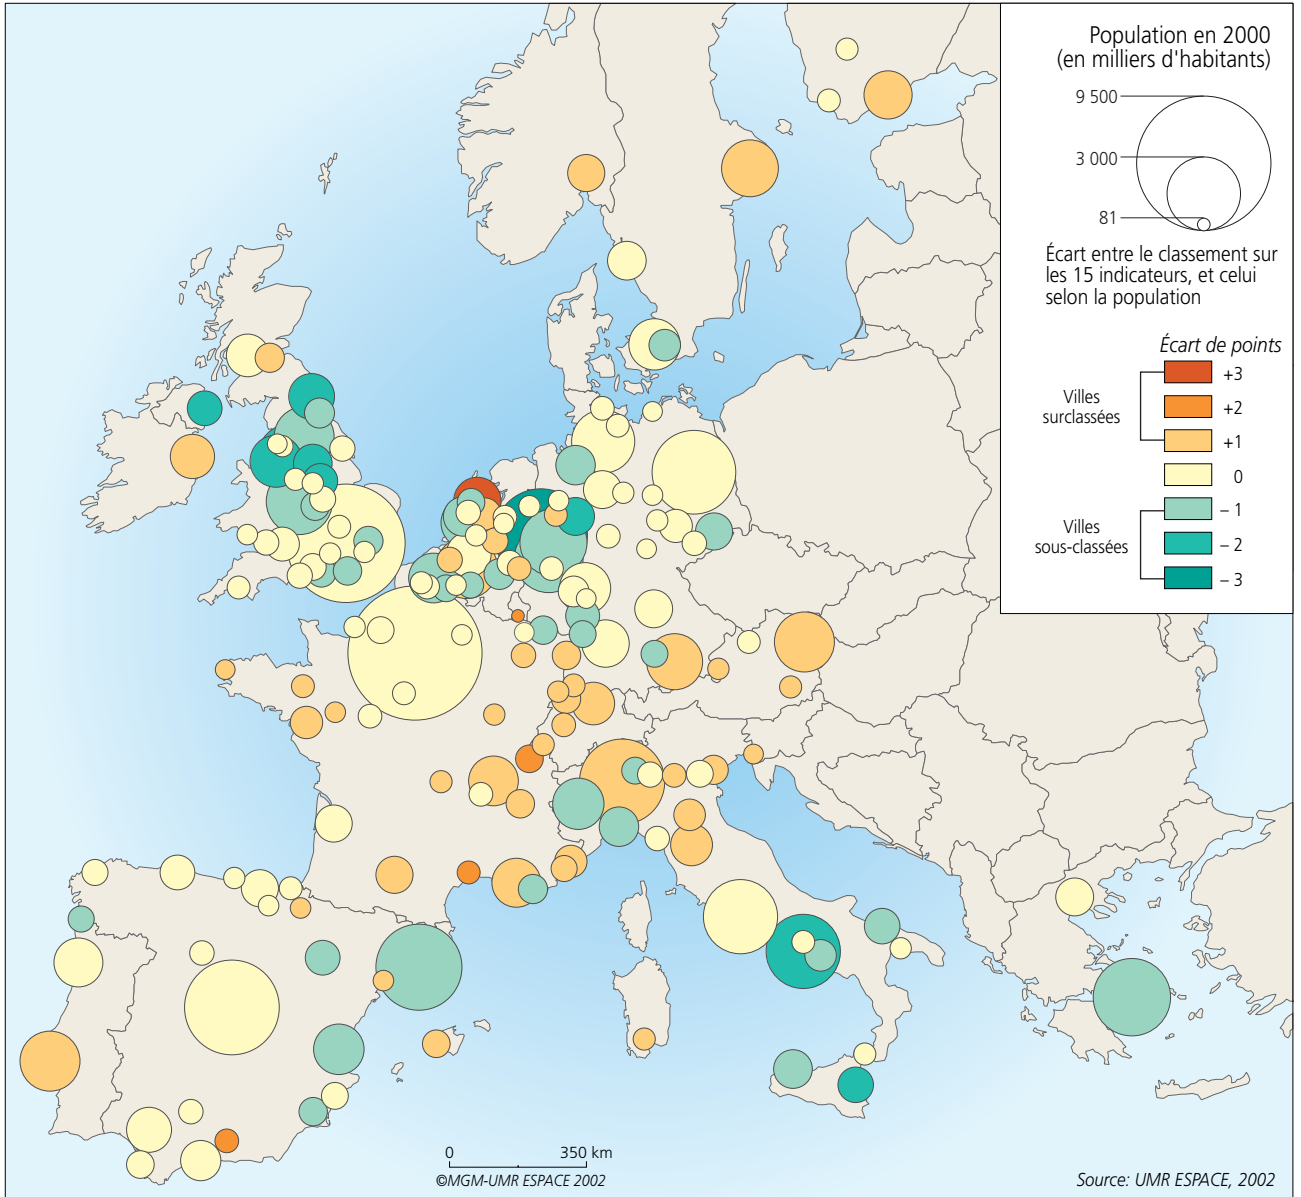 Population en 2000
(en milliers d'habitants)
9 500
3 000
81
Écart entre le classement sur
les 15 indicateurs, et celui
selon la population
Écart de points
Villes
surclassées
+3
+2
+1
0
Villes
sous-classées
– 1
– 2
– 3
0 350 km
©MGM-UMR ESPACE 2002
Source: UMR ESPACE, 2002